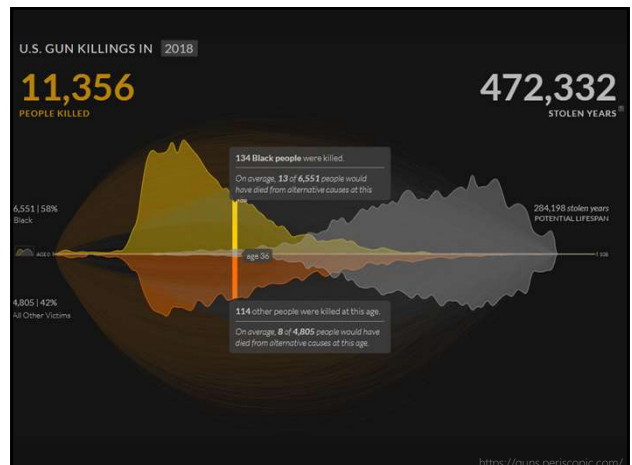 U.S. GUN KILLINGS IN 2018
11,356
PEOPLE KILLED
472,332
STOLEN YEARS
134 Black people were killed.
On average, 13 of 6,551 people would
have died from alternative causes at this
age.
6,551 | 58%
Black
284,198 stolen years
POTENTIAL LIFESPAN
AGE 0
age 36
4,805 | 42%
All Other Victims
114 other people were killed at this age.
On average, 8 of 4,805 people would have
died from alternative causes at this age.
https://guns.periscopic.com/